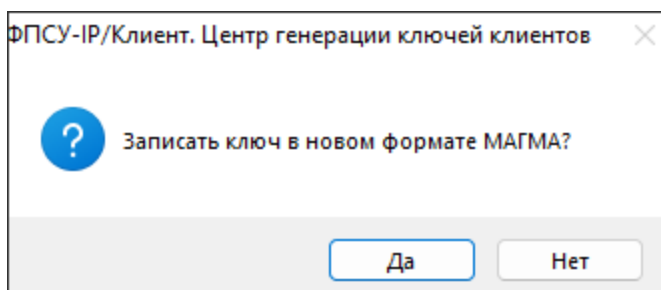 ФПСУ-IP/Клиент. Центр генерации ключей клиентов
Записать ключ в новом формате МАГМА?
Да
Нет